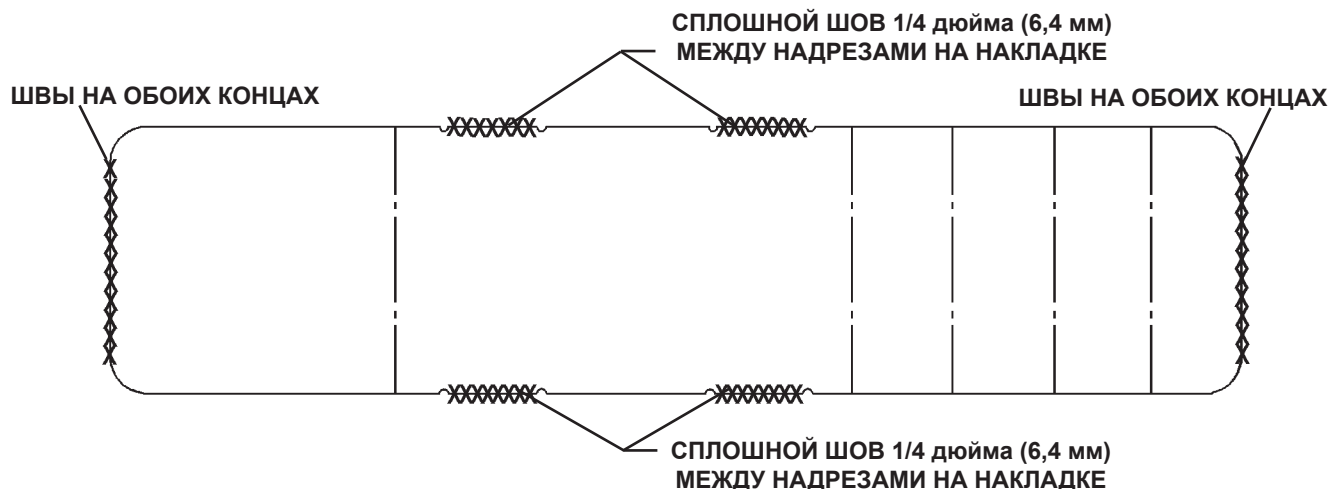 СПЛОШНОЙ ШОВ 1/4 дюйма (6,4 мм)
МЕЖДУ НАДРЕЗАМИ НА НАКЛАДКЕ
ШВЫ НА ОБОИХ КОНЦАХ
ШВЫ НА ОБОИХ КОНЦАХ
СПЛОШНОЙ ШОВ 1/4 дюйма (6,4 мм)
МЕЖДУ НАДРЕЗАМИ НА НАКЛАДКЕ